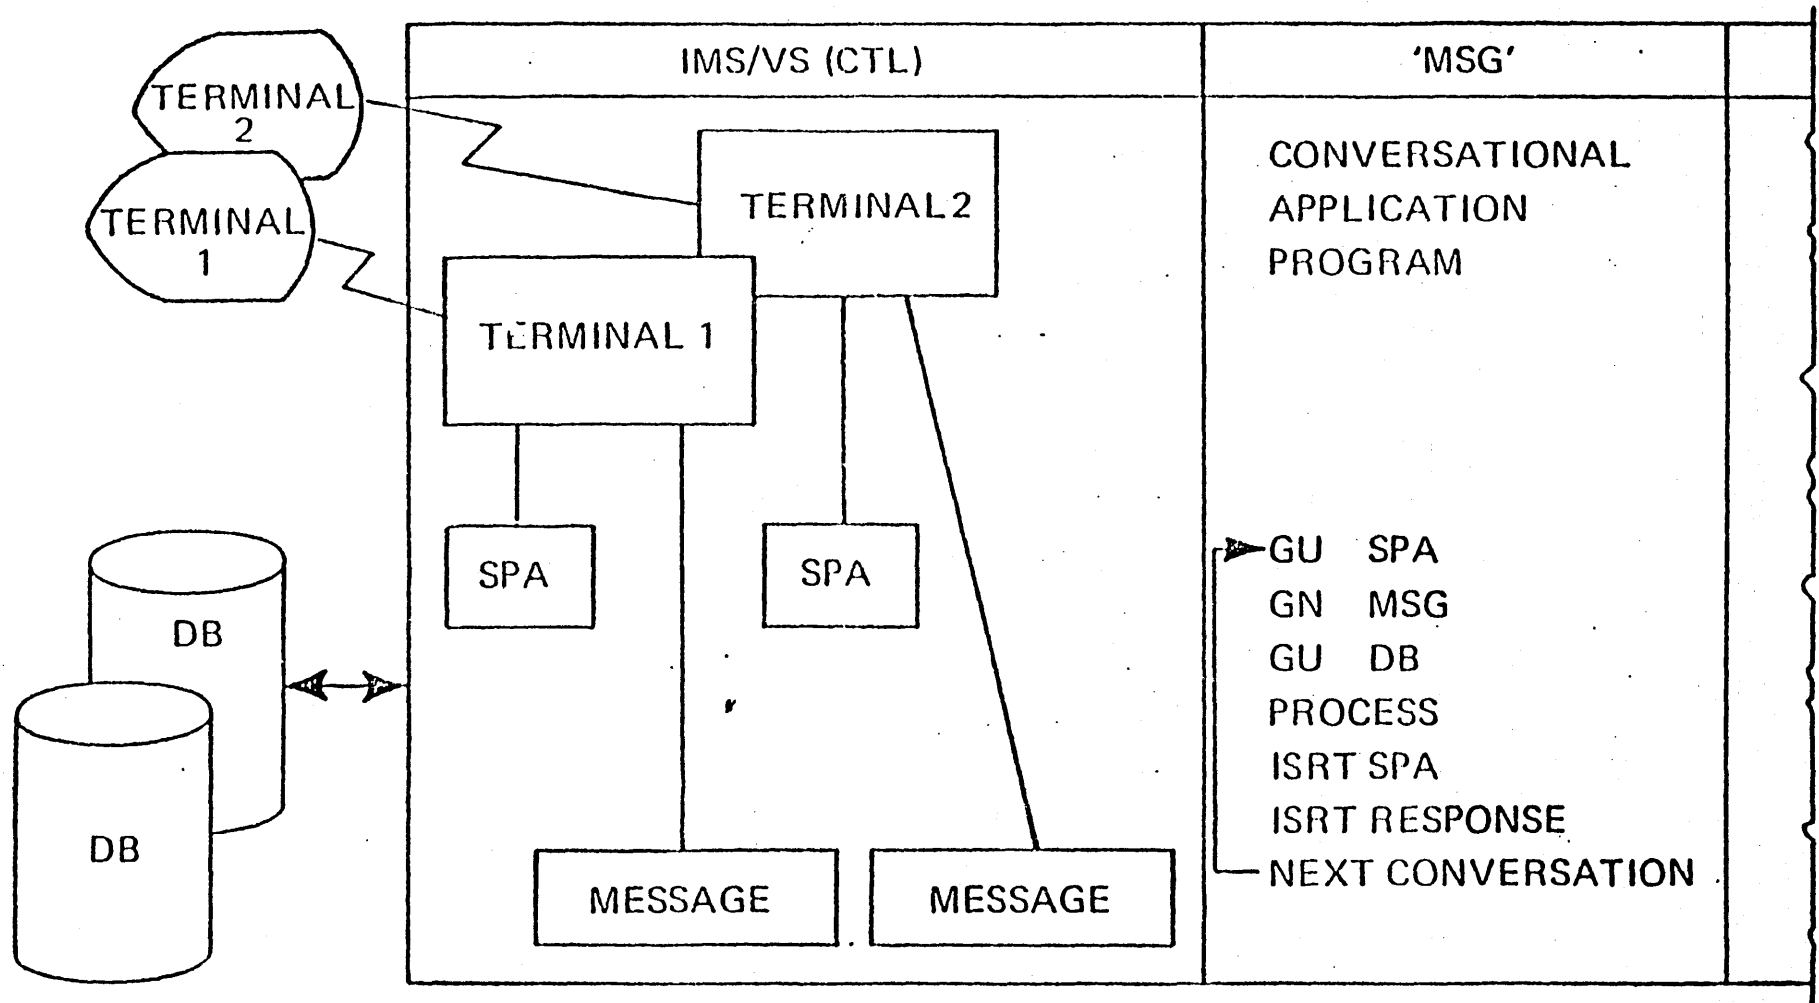 IMS/VS (CTL)
'MSG'
TERMINAL
2
TERMINAL
1
TERMINAL 2
TERMINAL 1
SPA
SPA
MESSAGE
MESSAGE
DB
DB
CONVERSATIONAL
APPLICATION
PROGRAM
GU SPA
GN MSG
GU DB
PROCESS
ISRT SPA
ISRT RESPONSE
NEXT CONVERSATION